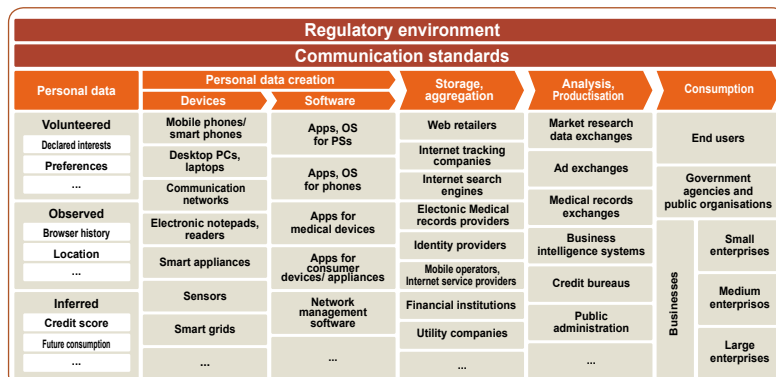 Regulatory environment
Communication standards
Personal data
Personal data creation
Devices
Software
Storage,
aggregation
Analysis,
Productisation
Consumption
Volunteered
Declared interests
Preferences
...
Observed
Browser history
Location
...
Inferred
Credit score
Future consumption
...
Mobile phones/
smart phones
Desktop PCs,
laptops
Communication
networks
Electronic notepads,
readers
Smart appliances
Sensors
Smart grids
...
Apps, OS
for PSs
Apps, OS
for phones
Apps for
medical devices
Apps for
consumer
devices/ appliances
Network
management
software
...
Web retailers
Internet tracking
companies
Internet search
engines
Electonic Medical
records providers
Identity providers
Mobile operators,
Internet service providers
Financial institutions
Utility companies
...
Market research
data exchanges
Ad exchanges
Medical records
exchanges
Business
intelligence systems
Credit bureaus
Public
administration
...
End users
Government
agencies and
public organisations
Businesses
Small
enterprises
Medium
enterprisos
Large
enterprises